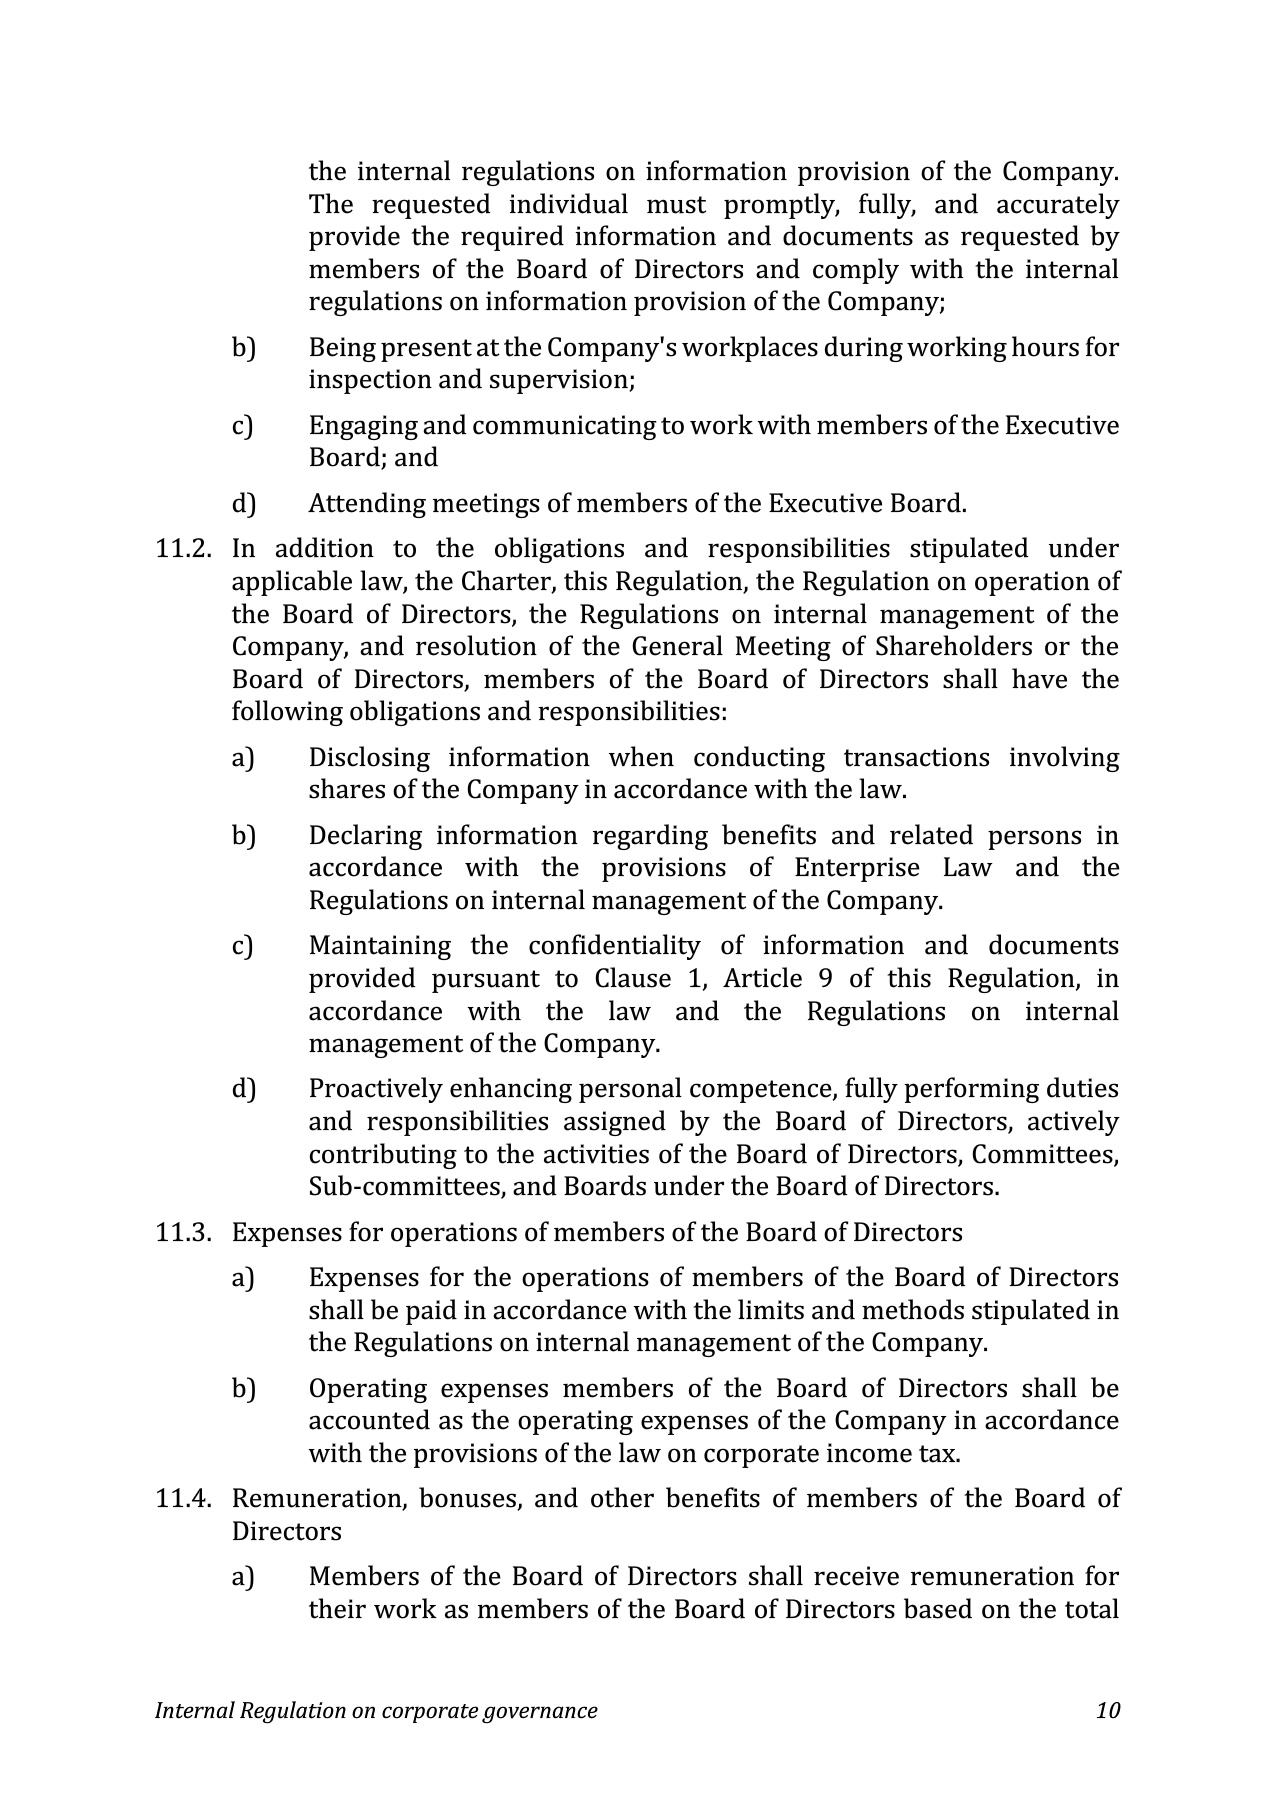 the internal regulations on information provision of the Company.
The requested individual must promptly, fully, and accurately
provide the required information and documents as requested by
members of the Board of Directors and comply with the internal
regulations on information provision of the Company;
b) Being present at the Company's workplaces during working hours for
inspection and supervision;
c) Engaging and communicating to work with members of the Executive
Board; and
d) Attending meetings of members of the Executive Board.
11.2. In addition to the obligations and responsibilities stipulated under
applicable law, the Charter, this Regulation, the Regulation on operation of
the Board of Directors, the Regulations on internal management of the
Company, and resolution of the General Meeting of Shareholders or the
Board of Directors, members of the Board of Directors shall have the
following obligations and responsibilities:
a) Disclosing information when conducting transactions involving
shares of the Company in accordance with the law.
b) Declaring information regarding benefits and related persons in
accordance with the provisions of Enterprise Law and the
Regulations on internal management of the Company.
c) Maintaining the confidentiality of information and documents
provided pursuant to Clause 1, Article 9 of this Regulation, in
accordance with the law and the Regulations on internal
management of the Company.
d) Proactively enhancing personal competence, fully performing duties
and responsibilities assigned by the Board of Directors, actively
contributing to the activities of the Board of Directors, Committees,
Sub-committees, and Boards under the Board of Directors.
11.3. Expenses for operations of members of the Board of Directors
a) Expenses for the operations of members of the Board of Directors
shall be paid in accordance with the limits and methods stipulated in
the Regulations on internal management of the Company.
b) Operating expenses members of the Board of Directors shall be
accounted as the operating expenses of the Company in accordance
with the provisions of the law on corporate income tax.
11.4. Remuneration, bonuses, and other benefits of members of the Board of
Directors
a) Members of the Board of Directors shall receive remuneration for
their work as members of the Board of Directors based on the total
Internal Regulation on corporate governance 10